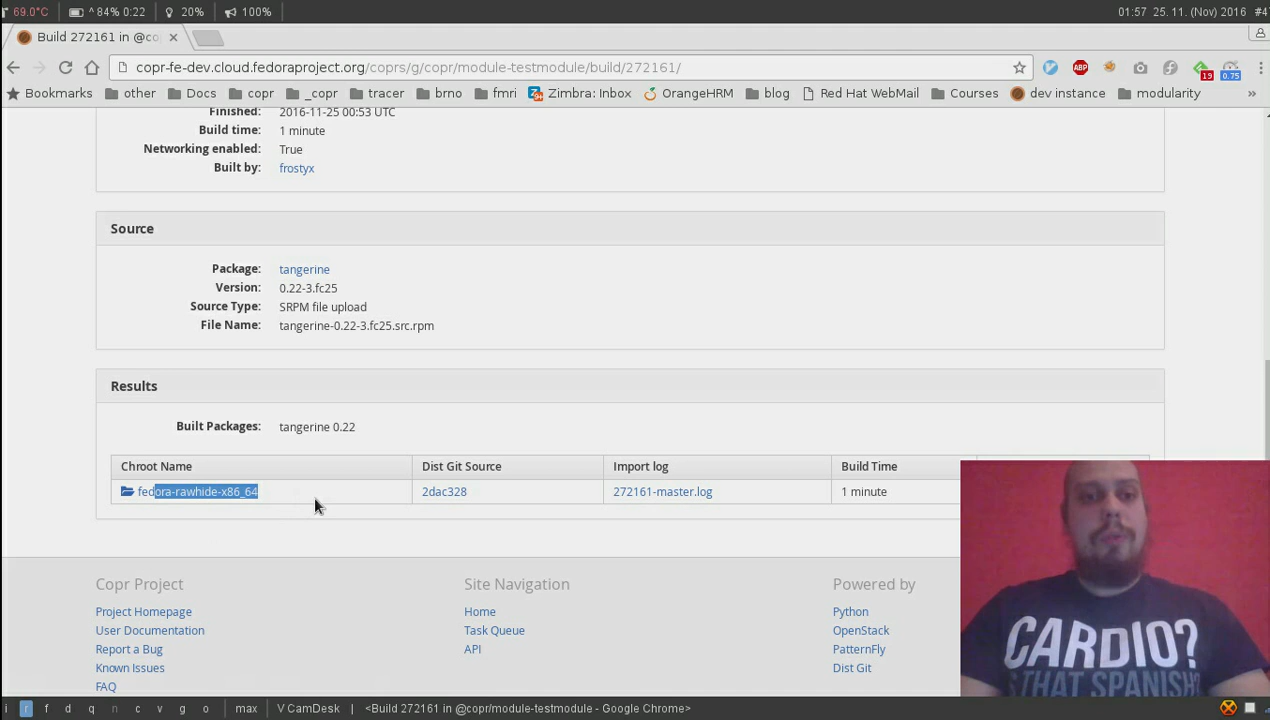 69.0°C ^ 84% 0:22 20% 100% 01:57 25. 11. (Nov) 2016 #4
Build 272161 in @co
copr-fe-dev.cloud.fedoraproject.org/coprs/g/copr/module-testmodule/build/272161/
ABP 19 0.75
Bookmarks other Docs copr _copr tracer brno fmri Zimbra: Inbox OrangeHRM blog Red Hat WebMail Courses dev instance modularity »
Finished: 2016-11-25 00:53 UTC
Build time: 1 minute
Networking enabled: True
Built by: frostyx
Source
Package: tangerine
Version: 0.22-3.fc25
Source Type: SRPM file upload
File Name: tangerine-0.22-3.fc25.src.rpm
Results
Built Packages: tangerine 0.22
Chroot Name Dist Git Source Import log Build Time
fedora-rawhide-x86_64 2dac328 272161-master.log 1 minute
Copr Project Site Navigation Powered by
Project Homepage Home Python
User Documentation Task Queue OpenStack
Report a Bug API PatternFly
Known Issues Dist Git
FAQ
CARDIO?
IS THAT SPANISH?
i r f d q n c v g o max V CamDesk <Build 272161 in @copr/module-testmodule - Google Chrome>